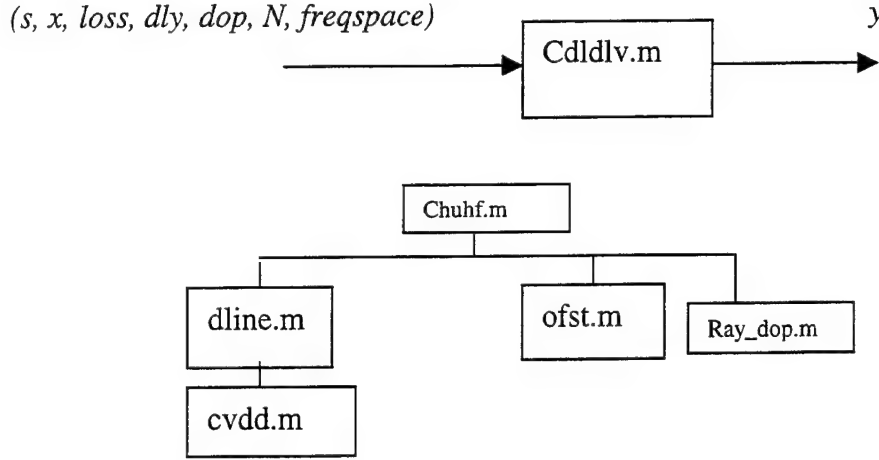 (s, x, loss, dly, dop, N, freqspace)
y
Cdldlv.m
Chuhf.m
dline.m
ofst.m
Ray_dop.m
cvdd.m